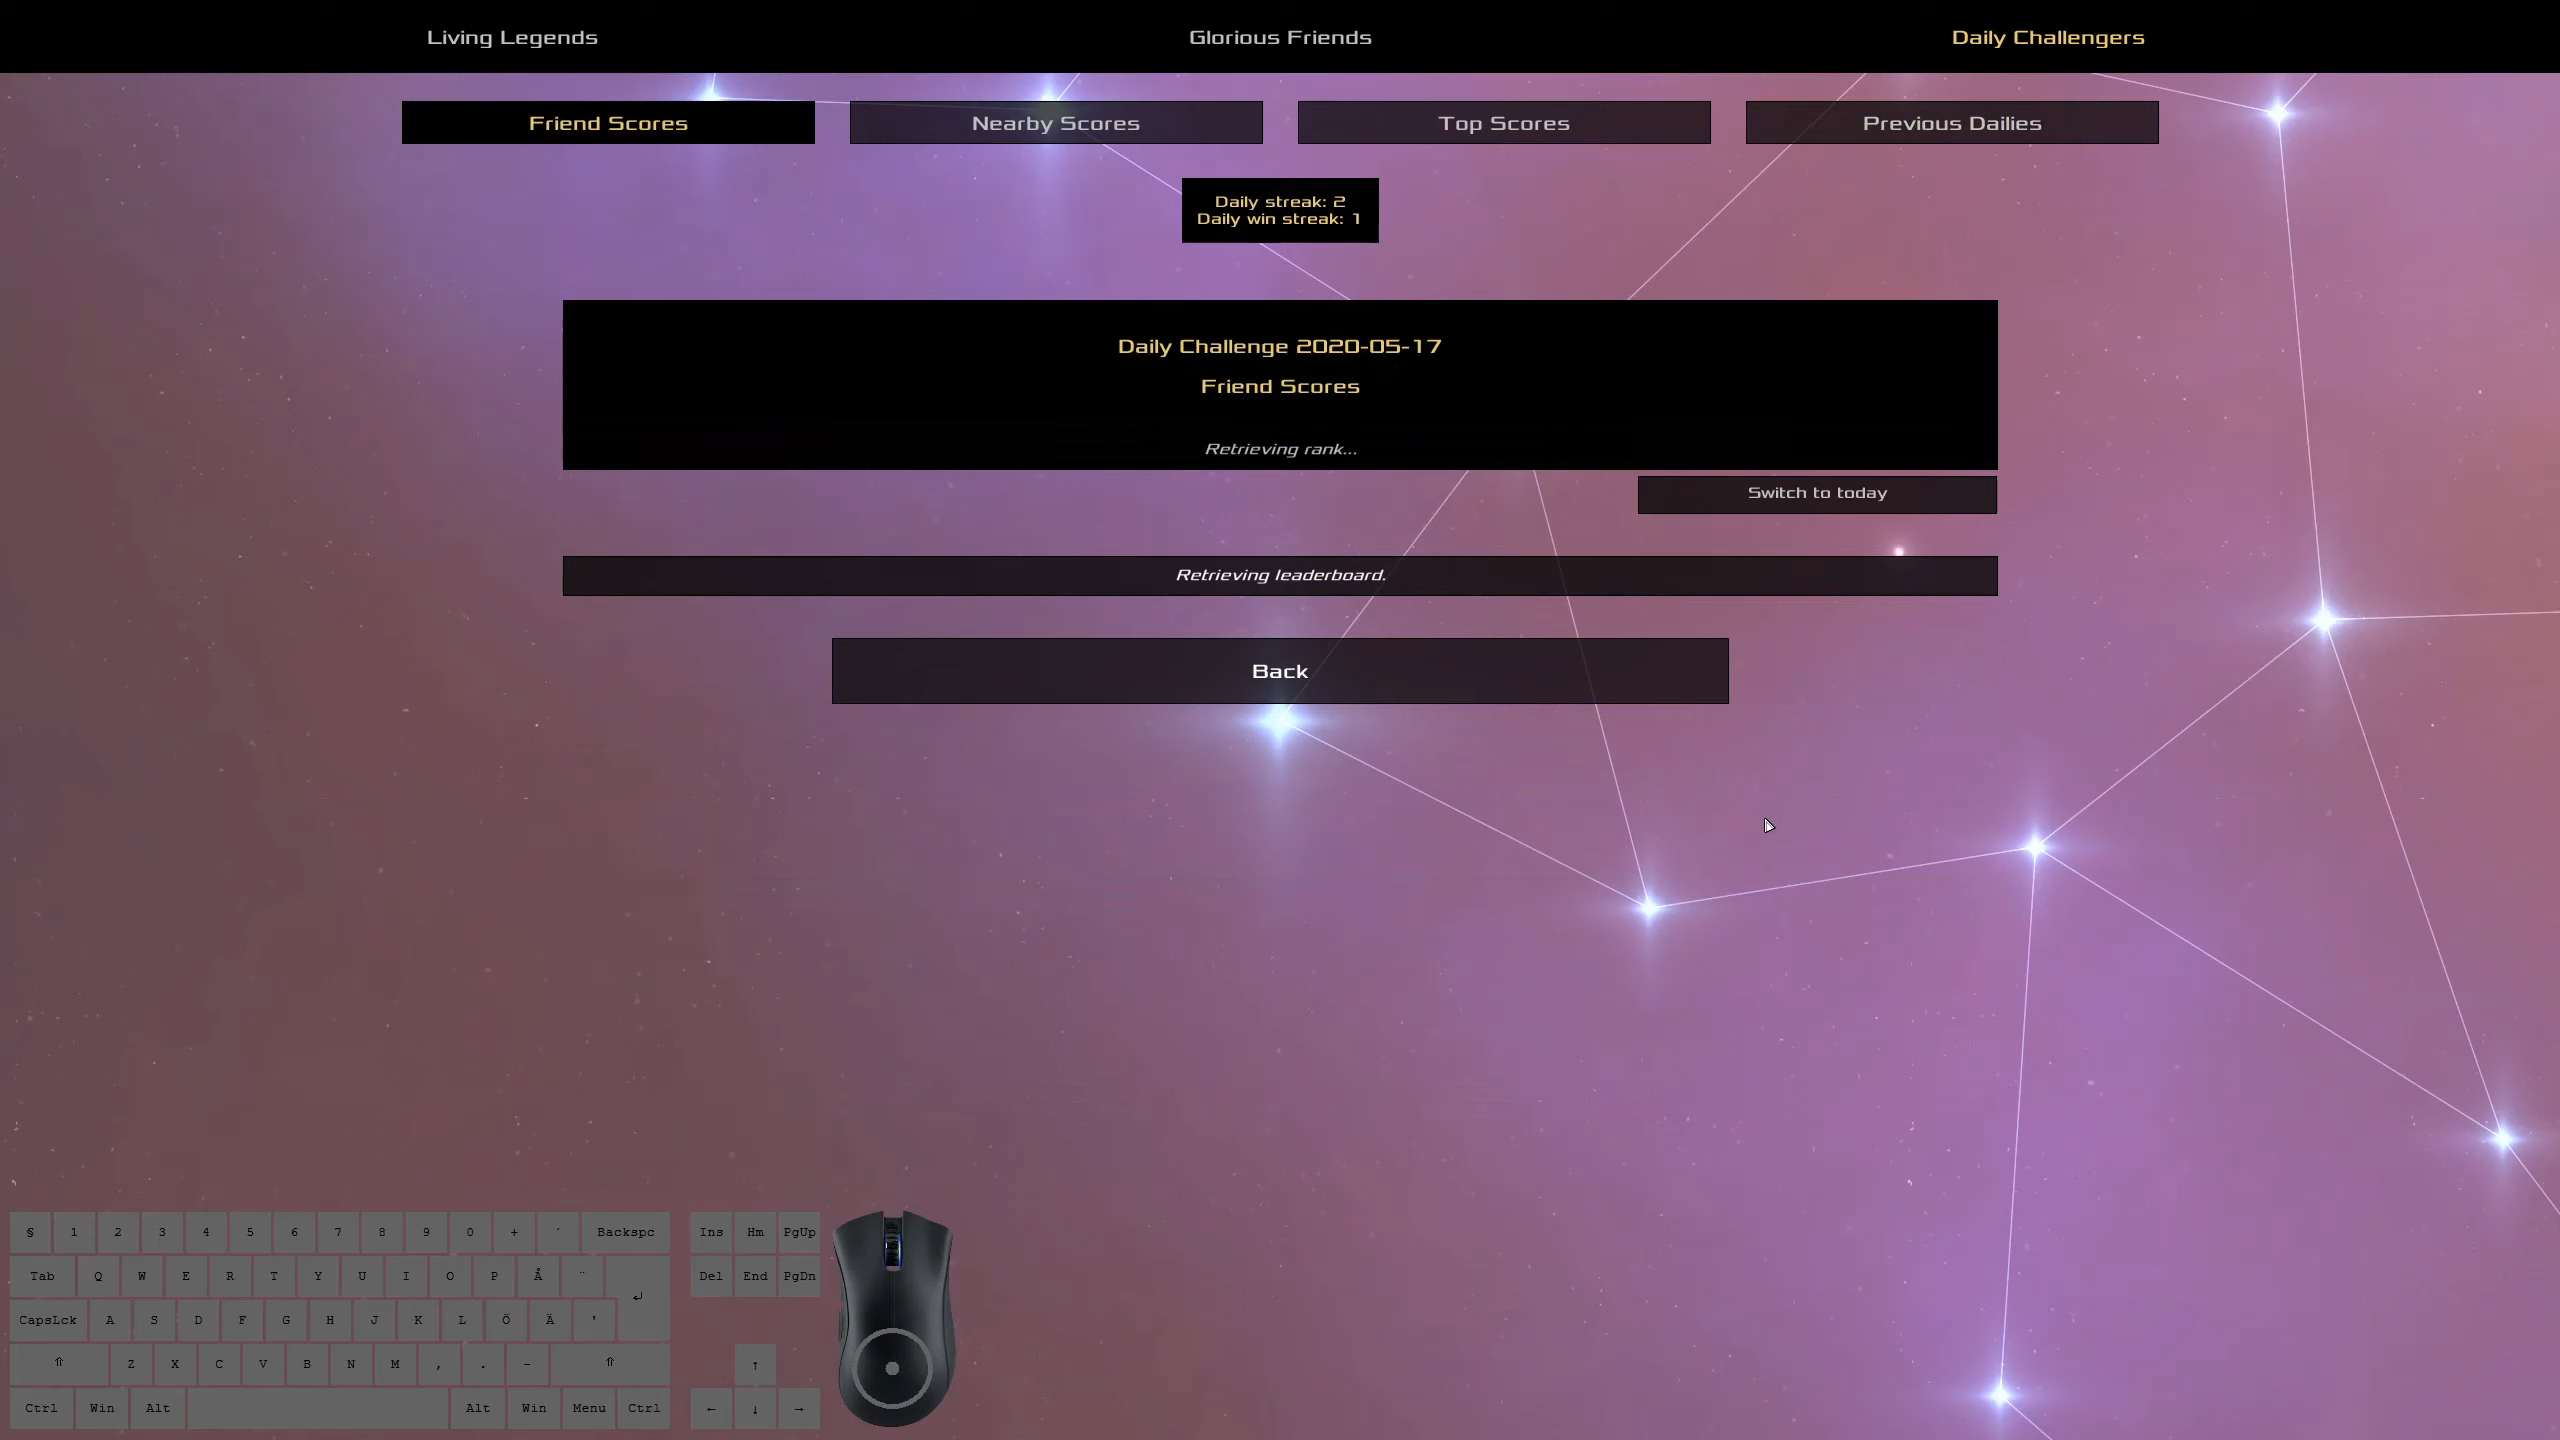 Living Legends
Glorious Friends
Daily Challengers
Friend Scores
Nearby Scores
Top Scores
Previous Dailies
Daily streak: 2
Daily win streak: 1
Daily Challenge 2020-05-17
Friend Scores
Retrieving rank...
Switch to today
Retrieving leaderboard.
Back
§ 1 2 3 4 5 6 7 8 9 0 + ´ Backspc Ins Hm PgUp
Tab Q W E R T Y U I O P Å ¨ ↵ Del End PgDn
CapsLck A S D F G H J K L Ö Ä '
⇧ Z X C V B N M , . - ⇧ ↑
Ctrl Win Alt Alt Win Menu Ctrl ← ↓ →